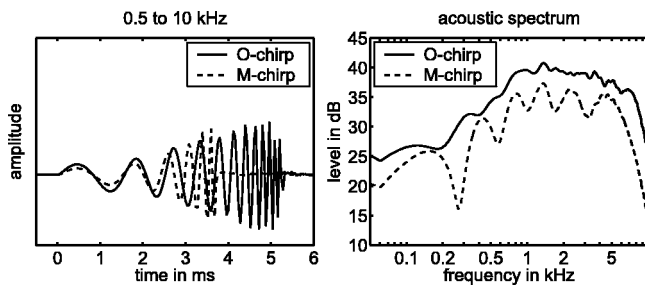 0.5 to 10 kHz
O-chirp
M-chirp
amplitude
0 1 2 3 4 5 6
time in ms
acoustic spectrum
O-chirp
M-chirp
level in dB
45
40
35
30
25
20
15
10
0.1 0.2 0.5 1 2 5
frequency in kHz